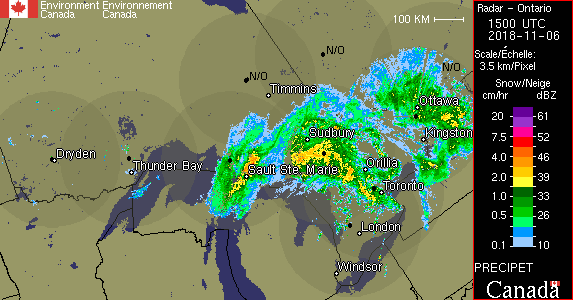 Environment Environnement
Canada Canada
100 KM
N/O
N/O
N/O
Timmins
Ottawa
Sudbury
Kingston
Dryden
Thunder Bay
Sault Ste. Marie
Orillia
Toronto
London
Windsor
Radar - Ontario
1500 UTC
2018-11-06
Scale/Échelle:
3.5 km/Pixel
Snow/Neige
cm/hr dBZ
20 61
7.5 57
5.5 52
4.0 46
2.0 39
1.0 33
0.5 26
0.1 10
PRECIPET
Canada